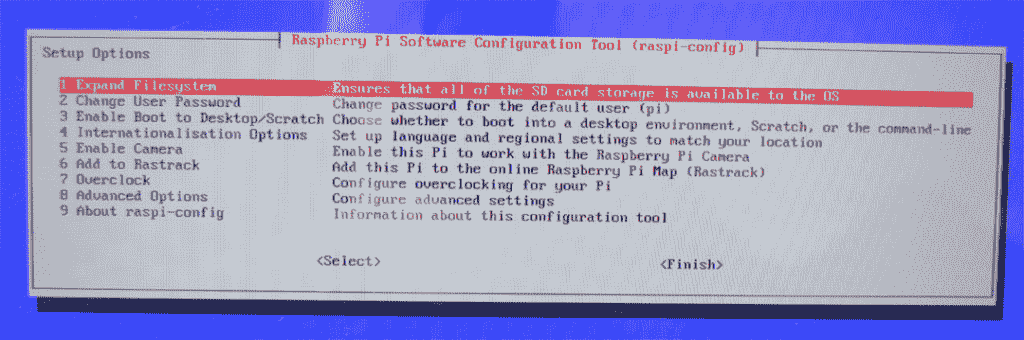 Raspberry Pi Software Configuration Tool (raspi-config)
Setup Options
1 Expand Filesystem Ensures that all of the SD card storage is available to the OS
2 Change User Password Change password for the default user (pi)
3 Enable Boot to Desktop/Scratch Choose whether to boot into a desktop environment, Scratch, or the command-line
4 Internationalisation Options Set up language and regional settings to match your location
5 Enable Camera Enable this Pi to work with the Raspberry Pi Camera
6 Add to Rastrack Add this Pi to the online Raspberry Pi Map (Rastrack)
7 Overclock Configure overclocking for your Pi
8 Advanced Options Configure advanced settings
9 About raspi-config Information about this configuration tool
<Select> <Finish>